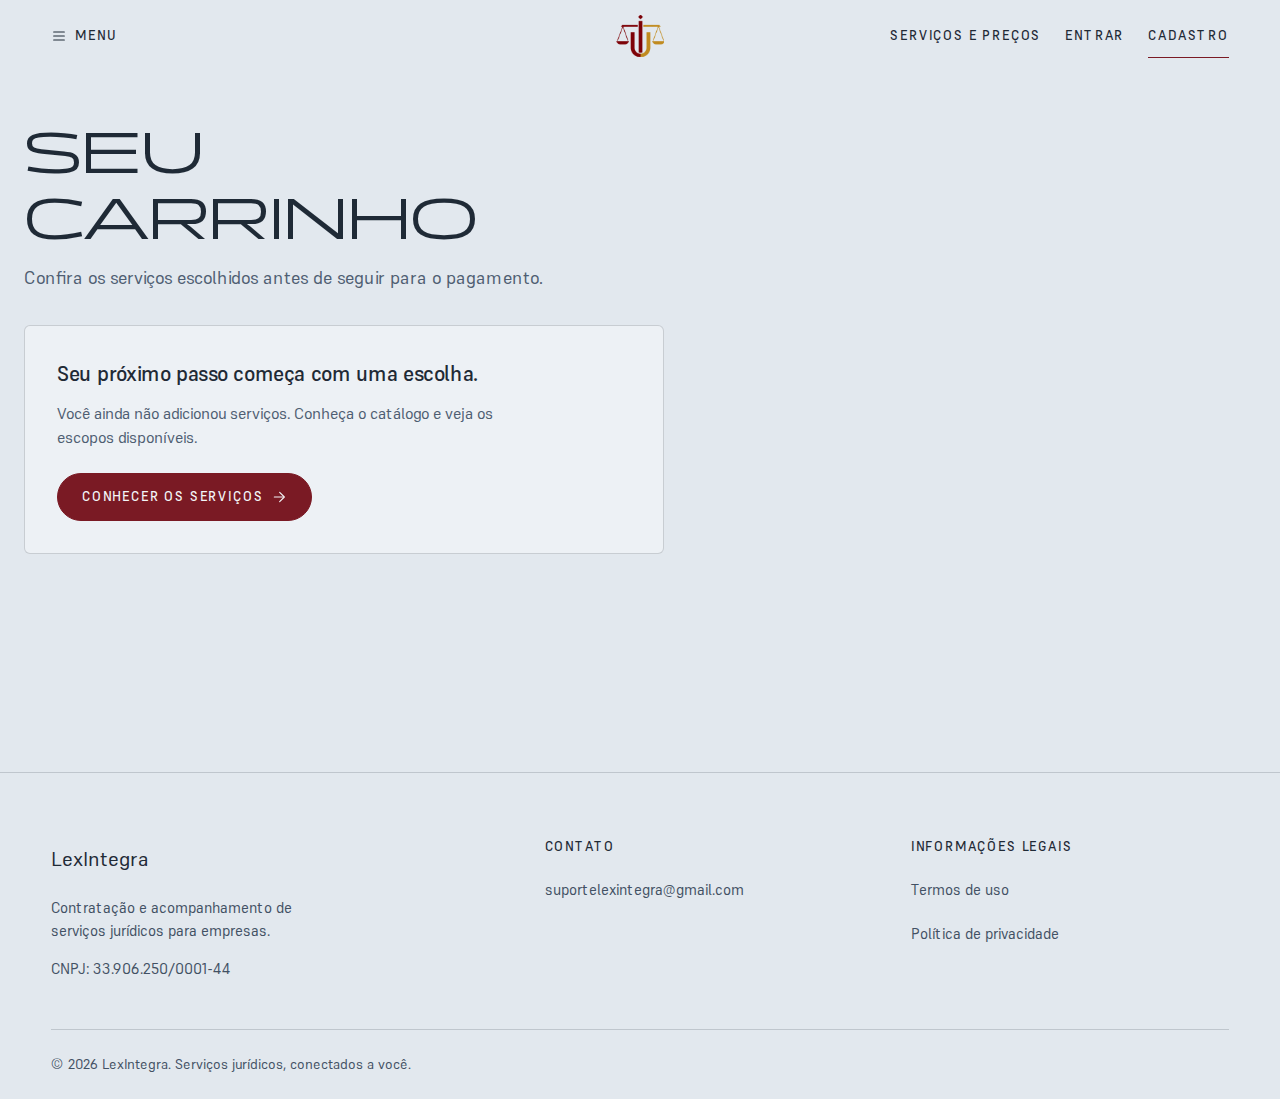 MENU
SERVIÇOS E PREÇOS
ENTRAR
CADASTRO
SEU
CARRINHO
Confira os serviços escolhidos antes de seguir para o pagamento.
Seu próximo passo começa com uma escolha.
Você ainda não adicionou serviços. Conheça o catálogo e veja os
escopos disponíveis.
CONHECER OS SERVIÇOS
LexIntegra
Contratação e acompanhamento de
serviços jurídicos para empresas.
CNPJ: 33.906.250/0001-44
CONTATO
suportelexintegra@gmail.com
INFORMAÇÕES LEGAIS
Termos de uso
Política de privacidade
© 2026 LexIntegra. Serviços jurídicos, conectados a você.